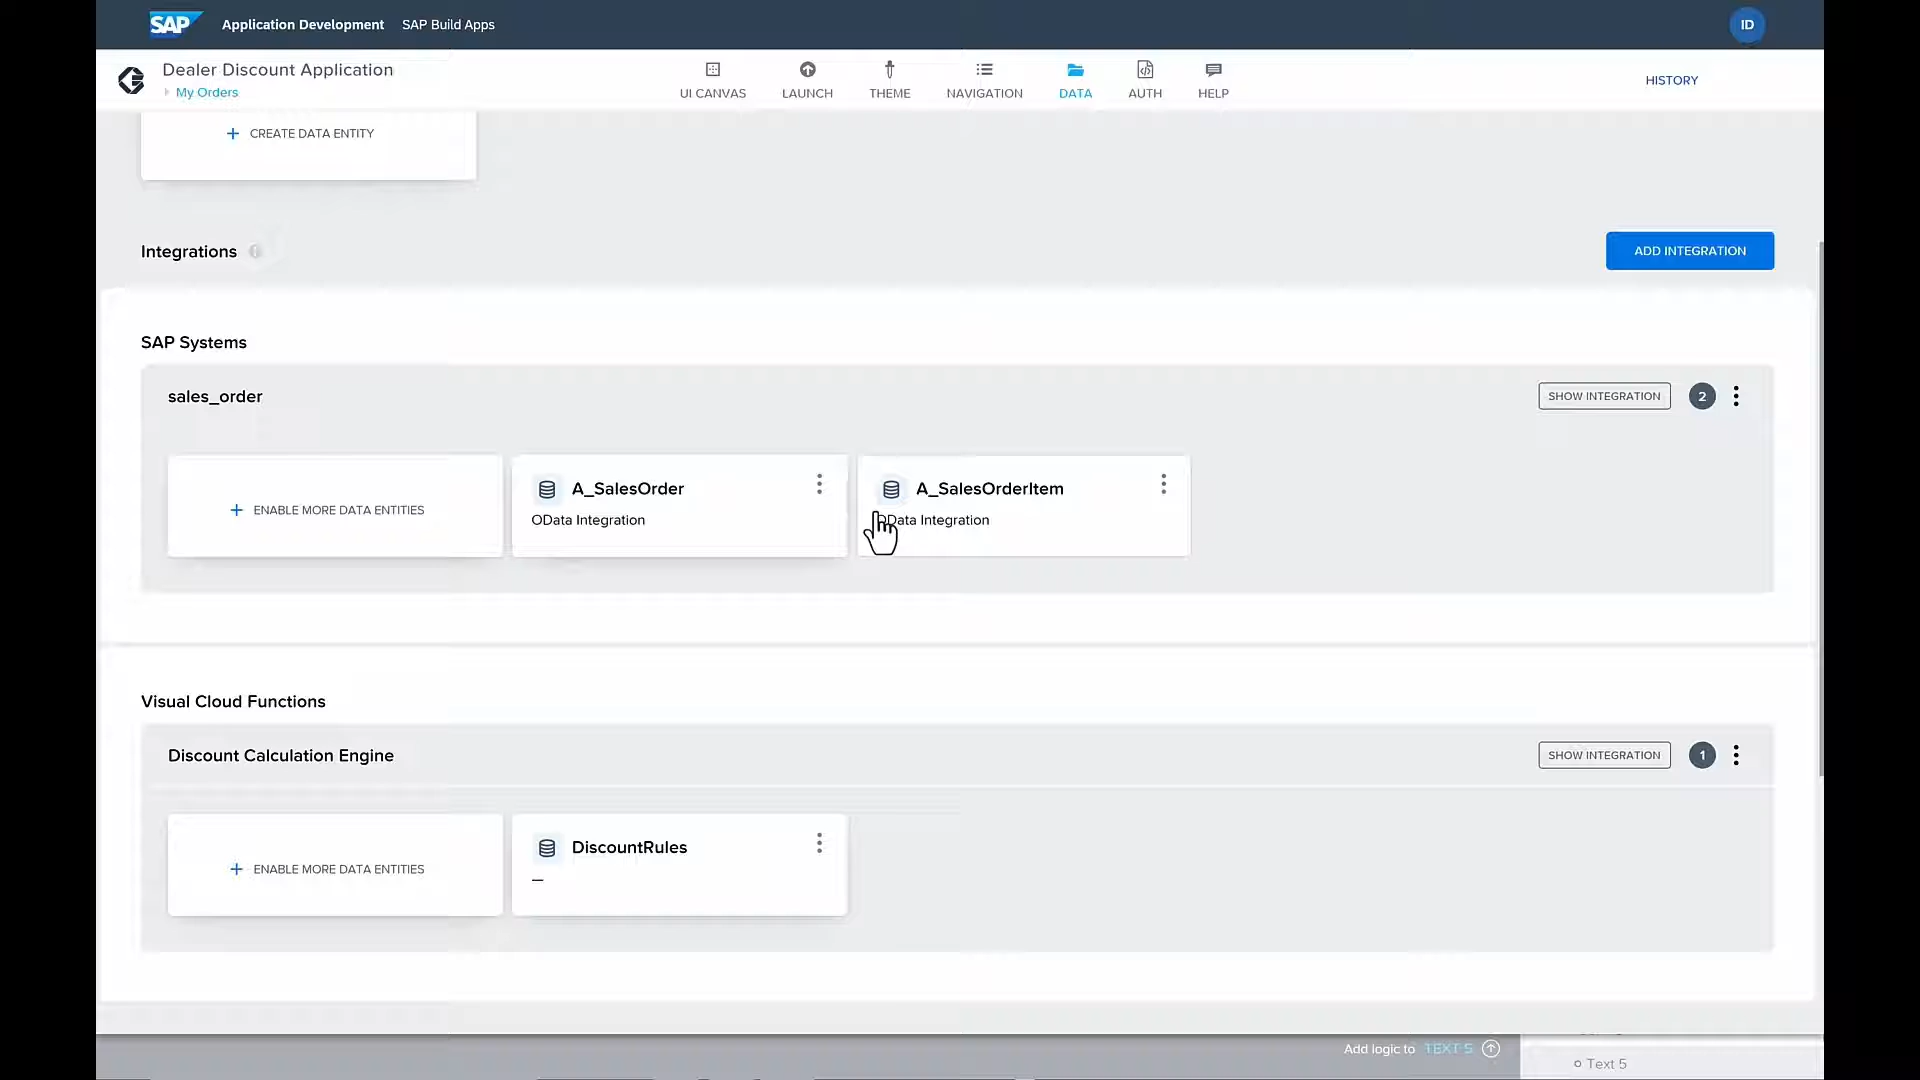 SAP Application Development SAP Build Apps ID
Dealer Discount Application
My Orders
UI CANVAS LAUNCH THEME NAVIGATION DATA AUTH HELP
HISTORY
+ CREATE DATA ENTITY
Integrations
ADD INTEGRATION
SAP Systems
sales_order
SHOW INTEGRATION 2
+ ENABLE MORE DATA ENTITIES
A_SalesOrder
OData Integration
A_SalesOrderItem
OData Integration
Visual Cloud Functions
Discount Calculation Engine
SHOW INTEGRATION 1
+ ENABLE MORE DATA ENTITIES
DiscountRules
—
Add logic to TEXT 5
Text 5